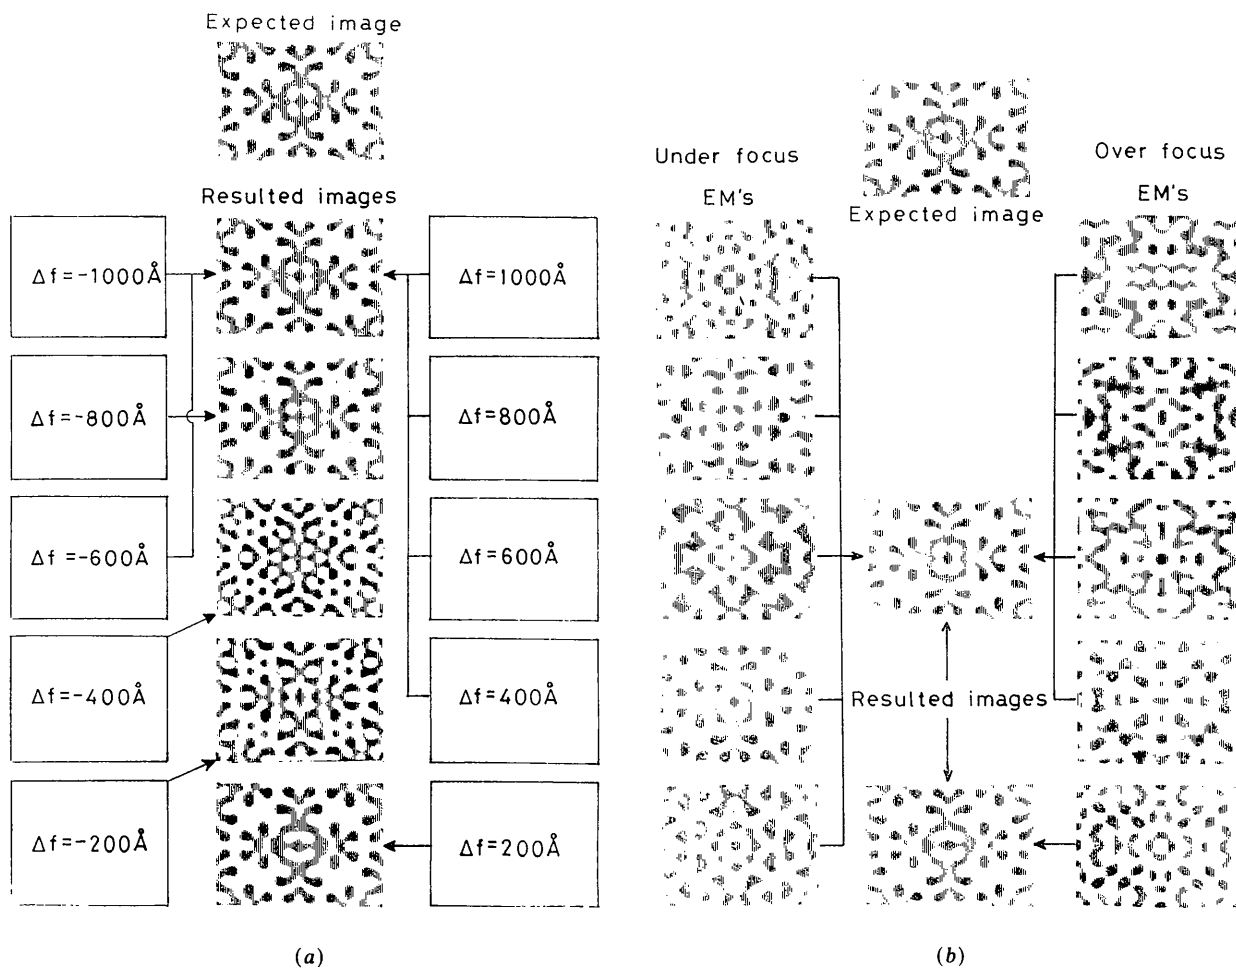 Expected image
Resulted images
Δf=-1000Å
Δf=1000Å
Δf=-800Å
Δf=800Å
Δf=-600Å
Δf=600Å
Δf=-400Å
Δf=400Å
Δf=-200Å
Δf=200Å
(a)
Under focus
EM's
Expected image
Over focus
EM's
Resulted images
(b)